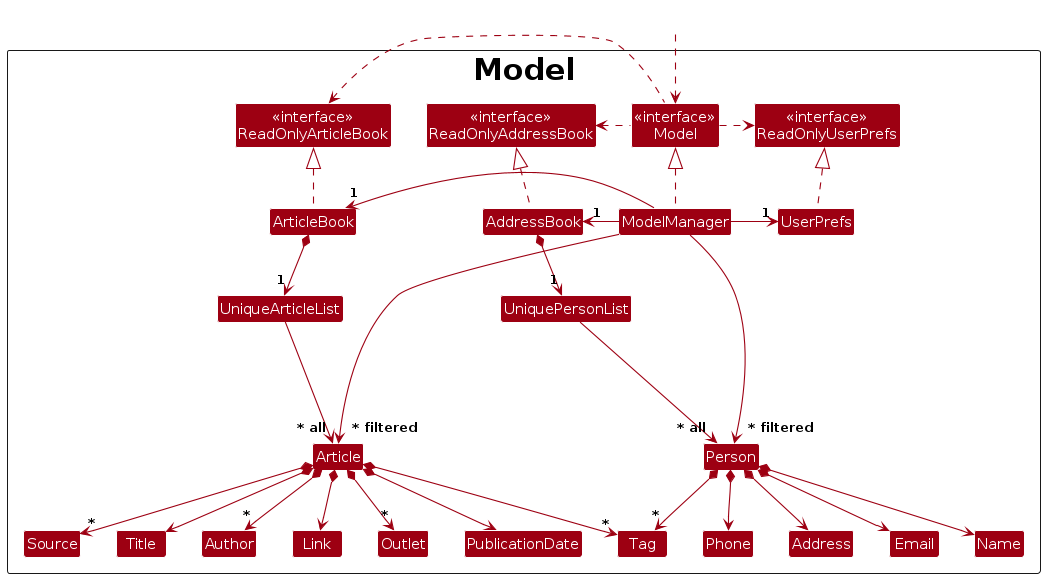 Model
«interface»
ReadOnlyArticleBook
«interface»
ReadOnlyAddressBook
«interface»
Model
«interface»
ReadOnlyUserPrefs
1
ArticleBook
AddressBook
1
ModelManager
1
UserPrefs
1
1
UniqueArticleList
UniquePersonList
* all
* filtered
* all
* filtered
Article
Person
*
*
*
*
*
Source
Title
Author
Link
Outlet
PublicationDate
Tag
Phone
Address
Email
Name